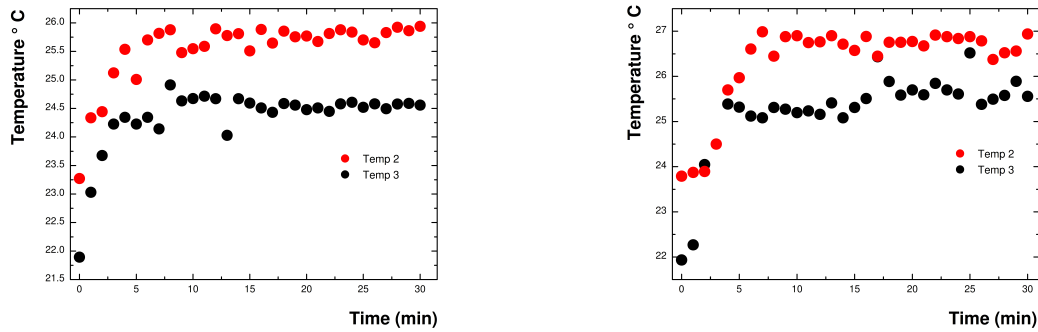 Temperature ° C
26.0
25.5
25.0
24.5
24.0
23.5
23.0
22.5
22.0
21.5
0 5 10 15 20 25 30
Time (min)
Temp 2
Temp 3
Temperature ° C
27
26
25
24
23
22
0 5 10 15 20 25 30
Time (min)
Temp 2
Temp 3